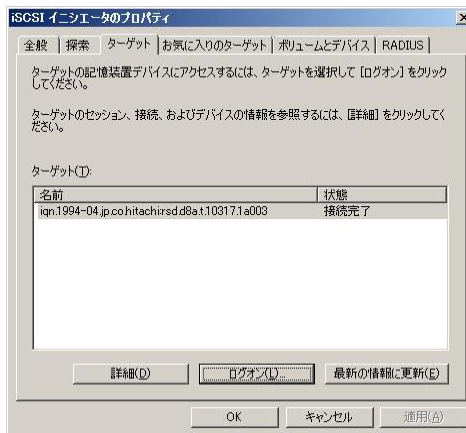 iSCSI イニシエータのプロパティ
全般 探索 ターゲット お気に入りのターゲット ボリュームとデバイス RADIUS
ターゲットの記憶装置デバイスにアクセスするには、ターゲットを選択して [ログオン] をクリック
してください。
ターゲットのセッション、接続、およびデバイスの情報を参照するには、[詳細] をクリックしてく
ださい。
ターゲット(T):
名前 状態
iqn.1994-04.jp.co.hitachi:rsd.d8a.t.10317.1a003 接続完了
詳細(D) ログオン(L)... 最新の情報に更新(E)
OK キャンセル 適用(A)